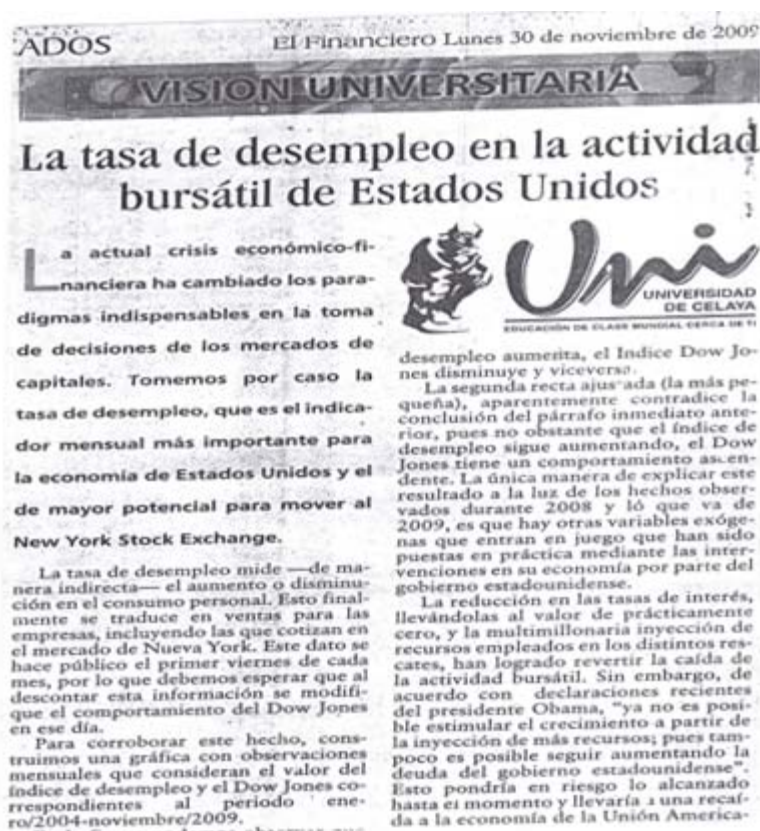 ADOS
El Financiero Lunes 30 de noviembre de 2009
VISION UNIVERSITARIA
La tasa de desempleo en la actividad
bursátil de Estados Unidos
La actual crisis económico-fi-
nanciera ha cambiado los para-
digmas indispensables en la toma
de decisiones de los mercados de
capitales. Tomemos por caso la
tasa de desempleo, que es el indica-
dor mensual más importante para
la economía de Estados Unidos y el
de mayor potencial para mover al
New York Stock Exchange.
La tasa de desempleo mide —de ma-
nera indirecta— el aumento o disminu-
ción en el consumo personal. Esto final-
mente se traduce en ventas para las
empresas, incluyendo las que cotizan en
el mercado de Nueva York. Este dato se
hace público el primer viernes de cada
mes, por lo que debemos esperar que al
descontar esta información se modifi-
que el comportamiento del Dow Jones
en ese día.
Para corroborar este hecho, cons-
truimos una gráfica con observaciones
mensuales que consideran el valor del
índice de desempleo y el Dow Jones co-
rrespondientes al periodo ene-
ro/2004-noviembre/2009.
Uni
UNIVERSIDAD
DE CELAYA
EDUCACIÓN DE CLASE MUNDIAL CERCA DE TI
desempleo aumenta, el Indice Dow Jo-
nes disminuye y viceversa.
La segunda recta ajustada (la más pe-
queña), aparentemente contradice la
conclusión del párrafo inmediato ante-
rior, pues no obstante que el índice de
desempleo sigue aumentando, el Dow
Jones tiene un comportamiento ascen-
dente. La única manera de explicar este
resultado a la luz de los hechos obser-
vados durante 2008 y ló que va de
2009, es que hay otras variables exóge-
nas que entran en juego que han sido
puestas en práctica mediante las inter-
venciones en su economía por parte del
gobierno estadounidense.
La reducción en las tasas de interés,
llevándolas al valor de prácticamente
cero, y la multimillonaria inyección de
recursos empleados en los distintos res-
cates, han logrado revertir la caída de
la actividad bursátil. Sin embargo, de
acuerdo con declaraciones recientes
del presidente Obama, "ya no es posi-
ble estimular el crecimiento a partir de
la inyección de más recursos; pues tam-
poco es posible seguir aumentando la
deuda del gobierno estadounidense".
Esto pondría en riesgo lo alcanzado
hasta el momento y llevaría a una recaí-
da a la economía de la Unión America-